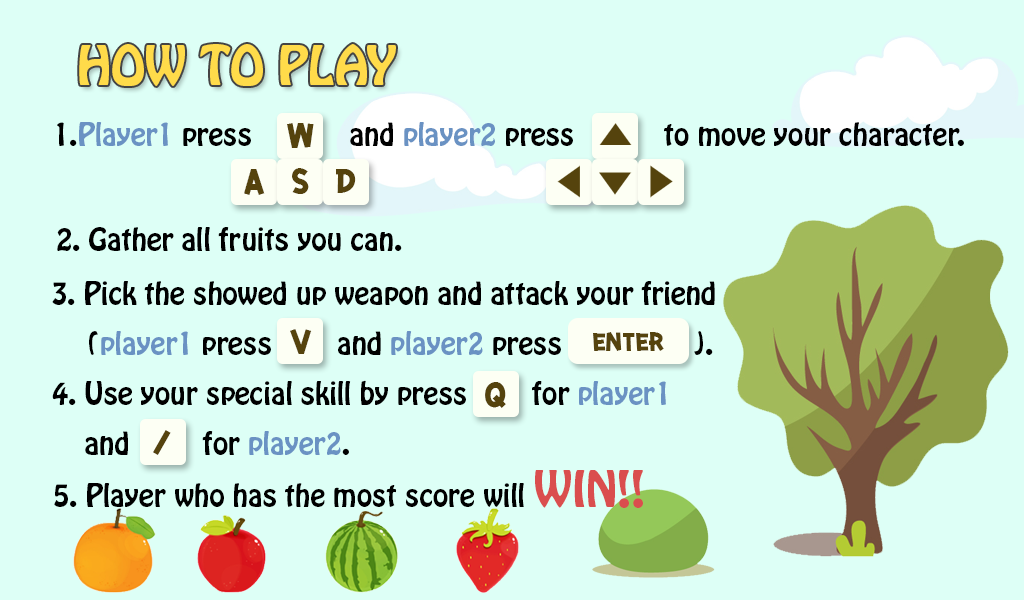 HOW TO PLAY
1.Player1 press W and player2 press ▲ to move your character.
A S D ◀ ▼ ▶
2. Gather all fruits you can.
3. Pick the showed up weapon and attack your friend
(player1 press V and player2 press ENTER ).
4. Use your special skill by press Q for player1
and / for player2.
5. Player who has the most score will WIN!!